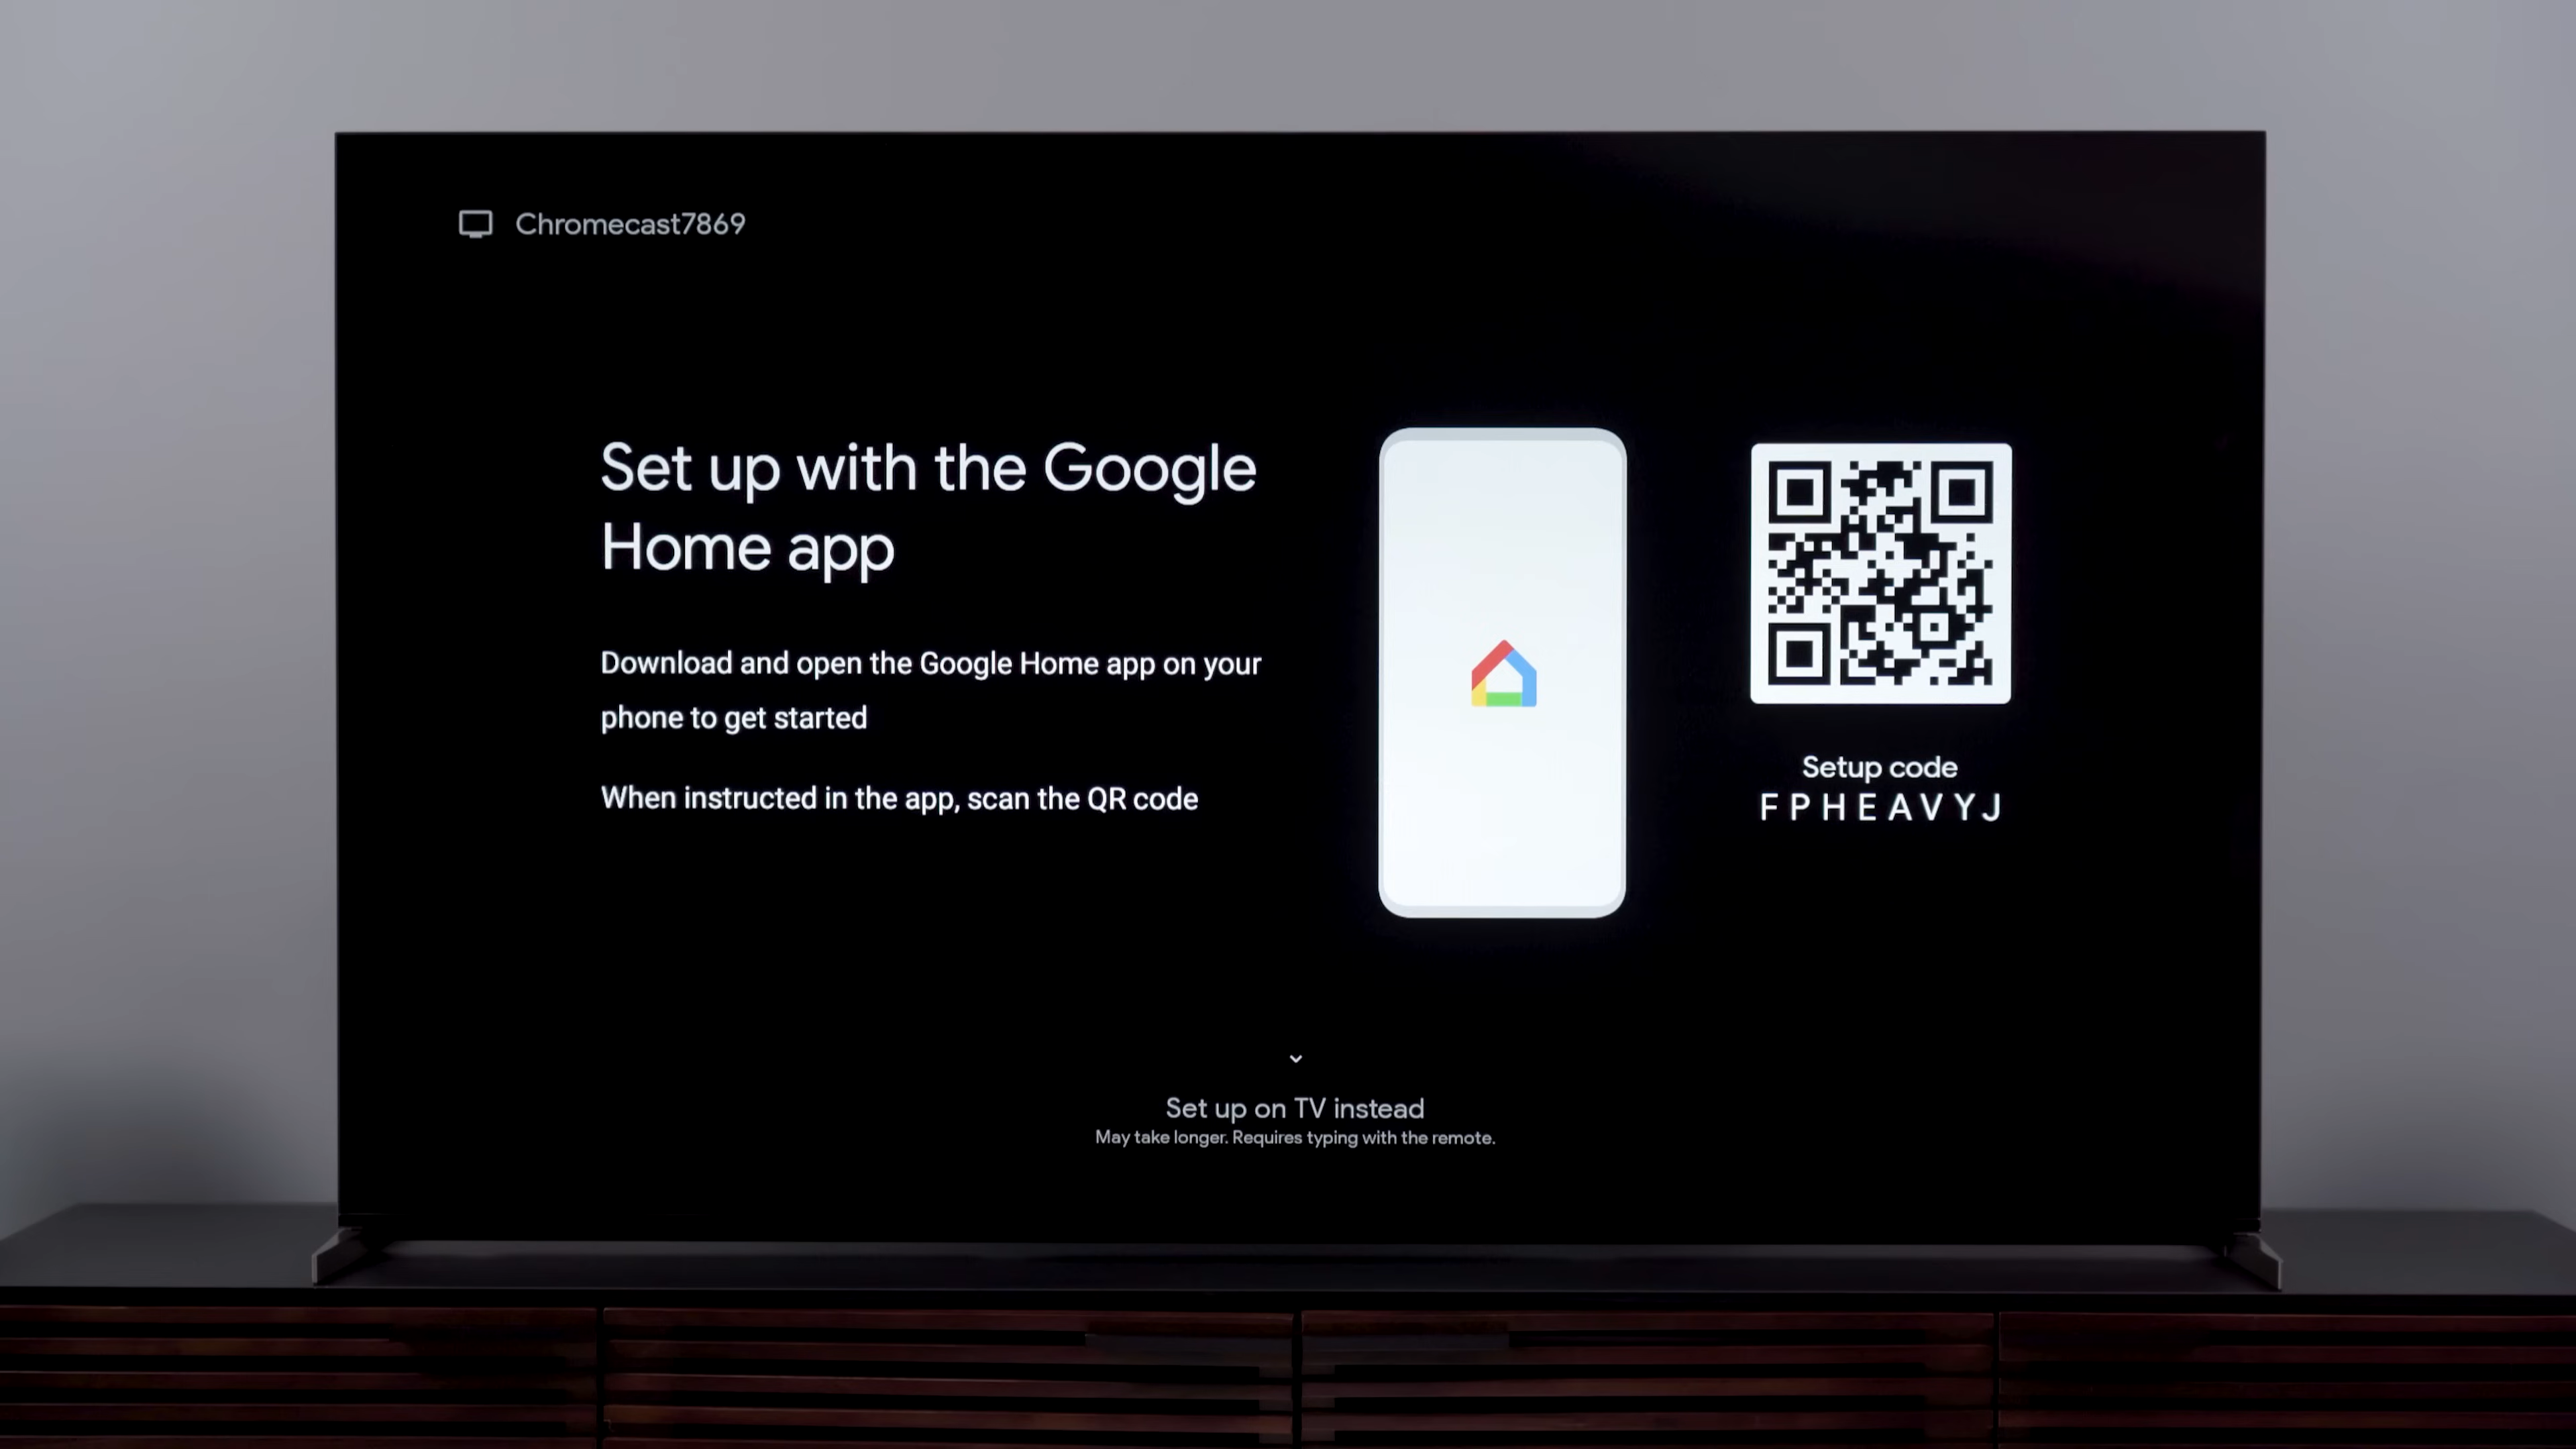 Chromecast7869
Set up with the Google
Home app
Download and open the Google Home app on your
phone to get started
When instructed in the app, scan the QR code
Setup code
FPHEAVYJ
Set up on TV instead
May take longer. Requires typing with the remote.